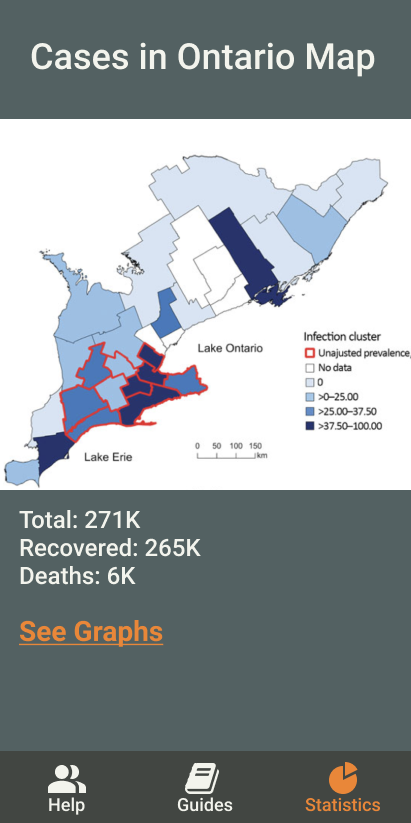 Cases in Ontario Map
Lake Ontario
Lake Erie
Infection cluster
Unajusted prevalence,
No data
0
>0–25.00
>25.00–37.50
>37.50–100.00
0 50 100 150
km
Total: 271K
Recovered: 265K
Deaths: 6K
See Graphs
Help
Guides
Statistics